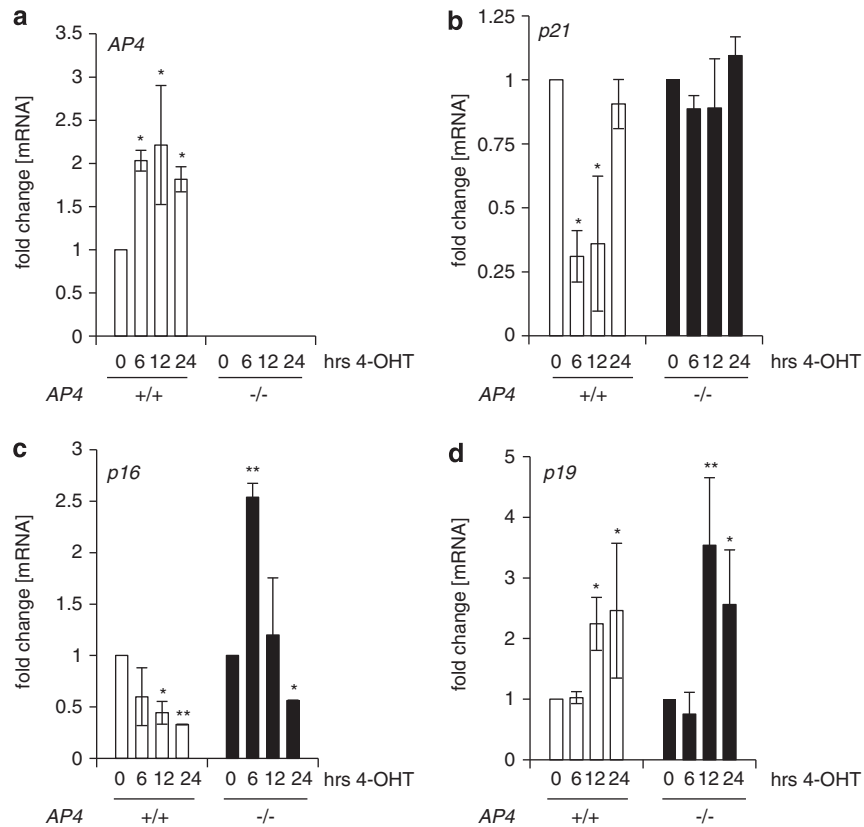 a
AP4
fold change [mRNA]
3.5
3
2.5
2
1.5
1
0.5
0
*
*
*
0 6 12 24 0 6 12 24 hrs 4-OHT
AP4 +/+ -/-
b
p21
fold change [mRNA]
1.25
1
0.75
0.5
0.25
0
*
*
0 6 12 24 0 6 12 24 hrs 4-OHT
AP4 +/+ -/-
c
p16
fold change [mRNA]
3
2.5
2
1.5
1
0.5
0
*
**
**
*
0 6 12 24 0 6 12 24 hrs 4-OHT
AP4 +/+ -/-
d
p19
fold change [mRNA]
5
4
3
2
1
0
*
*
**
*
0 6 12 24 0 6 12 24 hrs 4-OHT
AP4 +/+ -/-